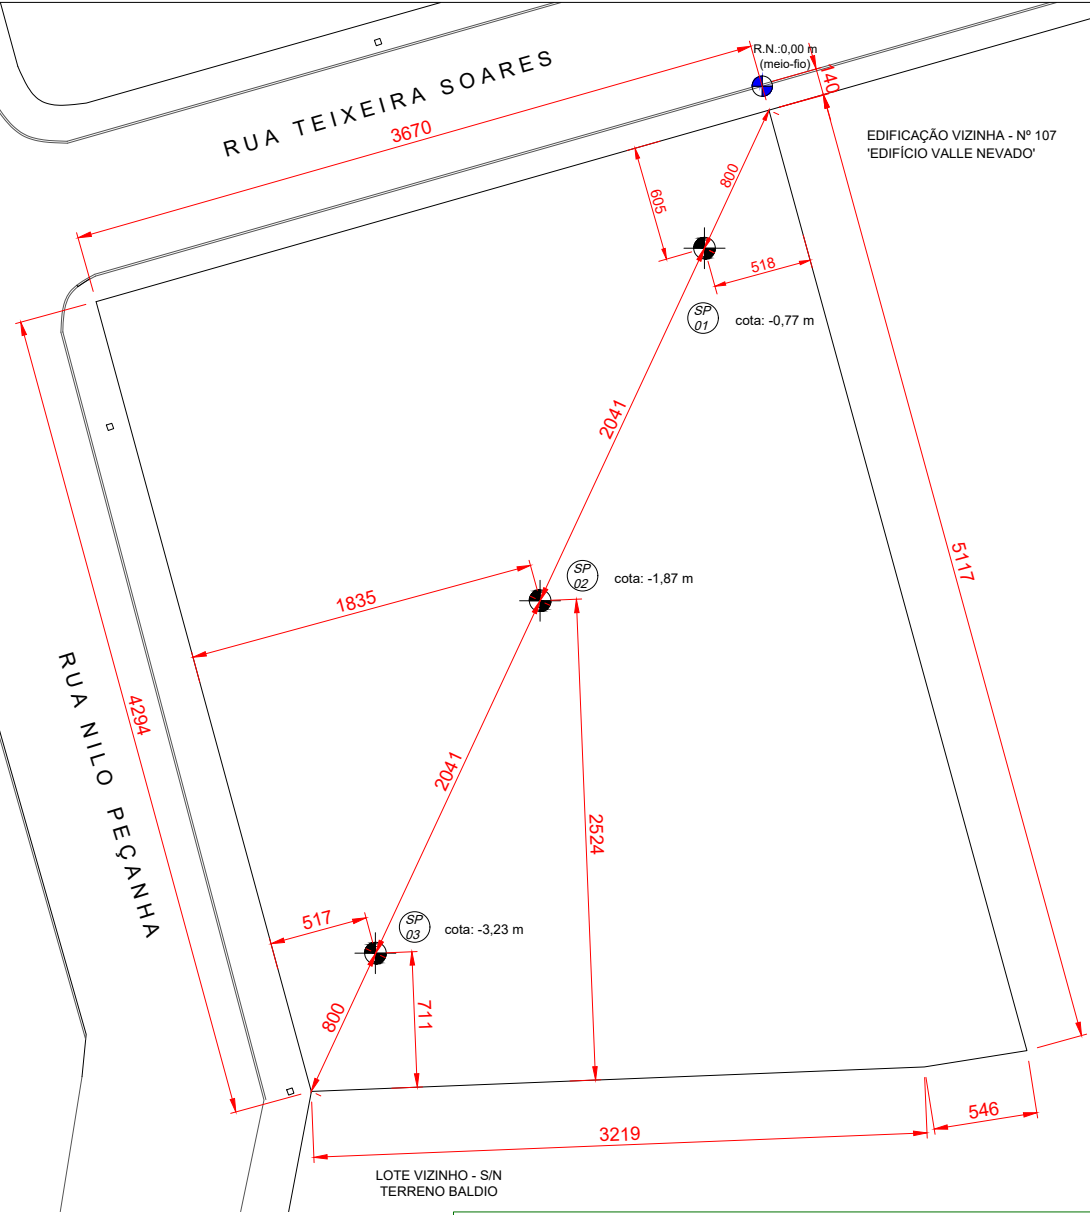 R.N.:0,00 m
(meio-fio)
140
RUA TEIXEIRA SOARES
3670
EDIFICAÇÃO VIZINHA - Nº 107
'EDIFÍCIO VALLE NEVADO'
800
605
518
SP
01
cota: -0,77 m
2041
5117
SP
02
cota: -1,87 m
1835
RUA NILO PEÇANHA
4294
2041
2524
517
SP
03
cota: -3,23 m
800
711
546
3219
LOTE VIZINHO - S/N
TERRENO BALDIO